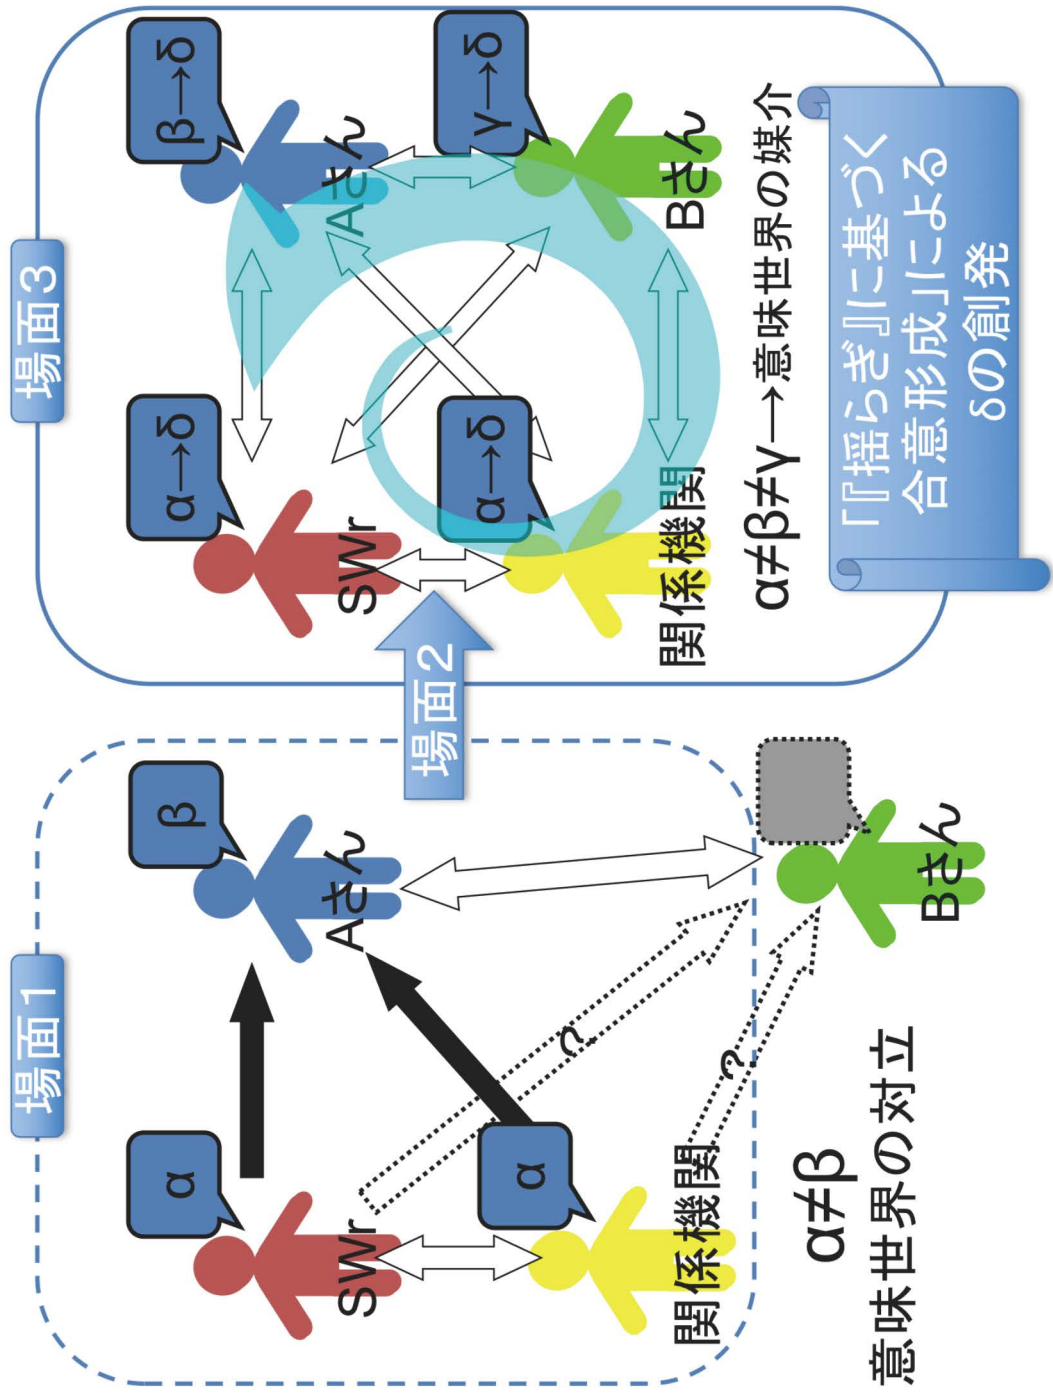 場面1
α
β
SWr
Aさん
α
?
?
関係機関
Bさん
α≠β
意味世界の対立
場面2
場面3
α→δ
β→δ
SWr
Aさん
α→δ
γ→δ
関係機関
Bさん
α≠β≠γ→意味世界の媒介
「『揺らぎ』に基づく
合意形成」による
δの創発